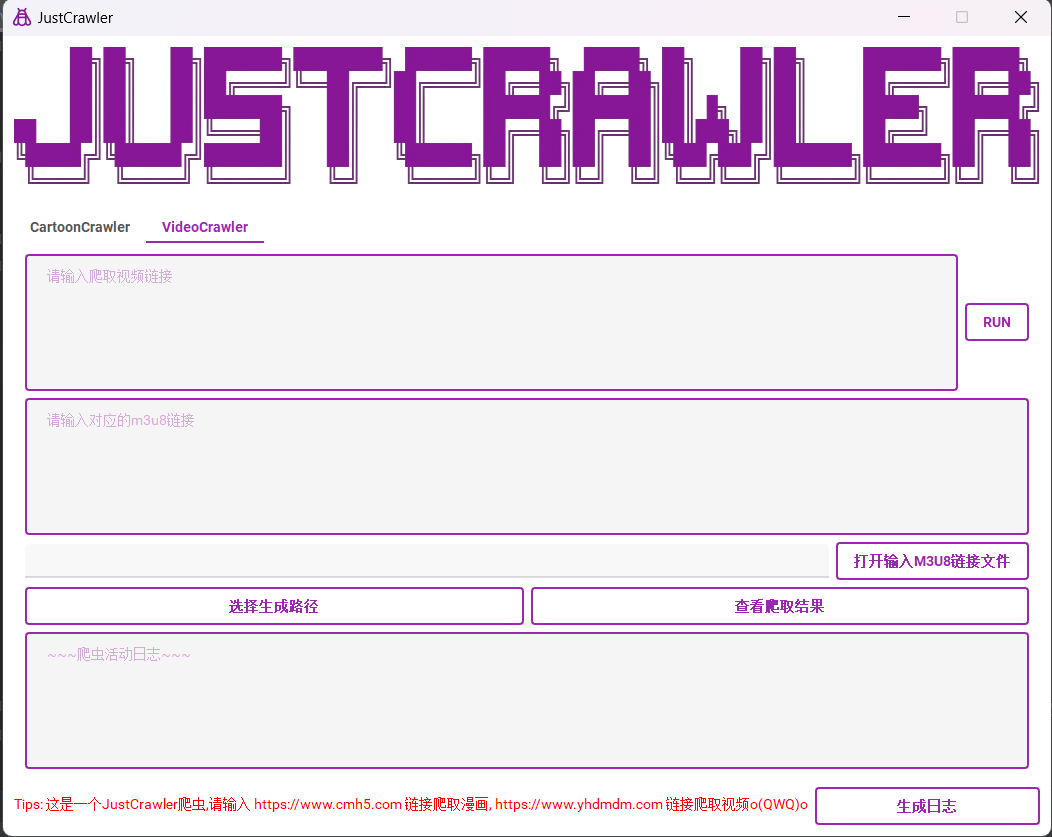 JustCrawler
JUSTCRAWLER
CartoonCrawler VideoCrawler
请输入爬取视频链接
RUN
请输入对应的m3u8链接
打开输入M3U8链接文件
选择生成路径 查看爬取结果
~~~爬虫活动日志~~~
Tips: 这是一个JustCrawler爬虫,请输入 https://www.cmh5.com 链接爬取漫画, https://www.yhdmdm.com 链接爬取视频o(QWQ)o
生成日志